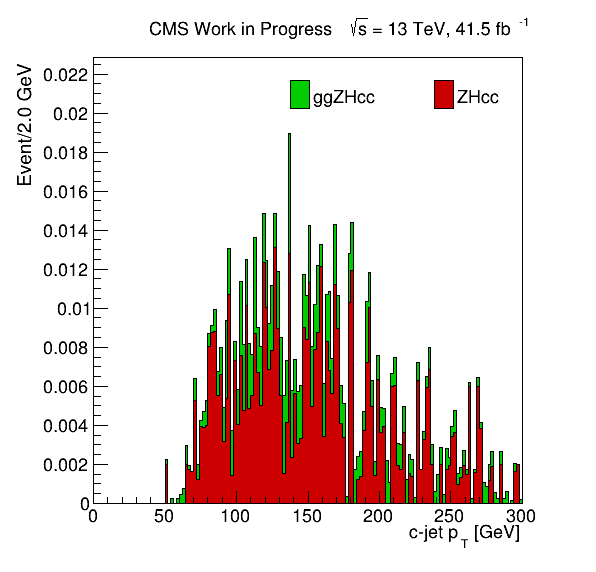 CMS Work in Progress √s = 13 TeV, 41.5 fb -1
Event/2.0 GeV
ggZHcc ZHcc
0.022
0.02
0.018
0.016
0.014
0.012
0.01
0.008
0.006
0.004
0.002
0
0 50 100 150 200 250 300
c-jet pT [GeV]